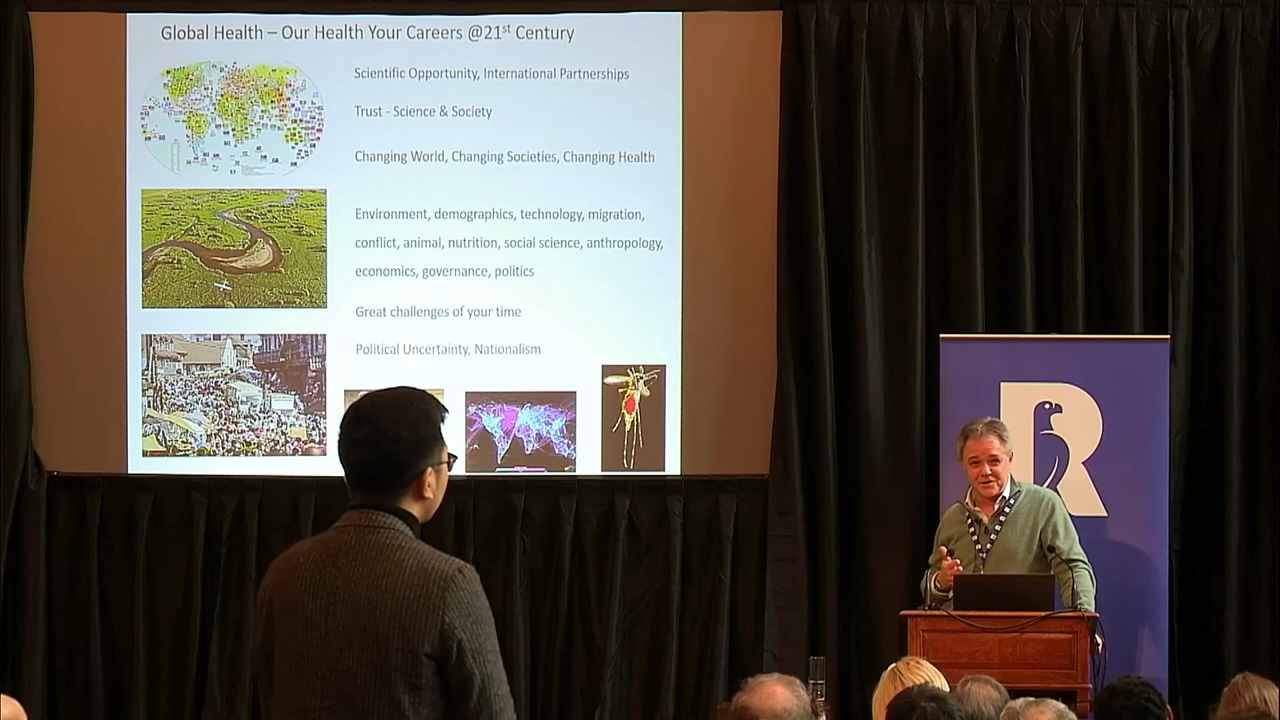 Global Health – Our Health Your Careers @21st Century
Scientific Opportunity, International Partnerships
Trust - Science & Society
Changing World, Changing Societies, Changing Health
Environment, demographics, technology, migration,
conflict, animal, nutrition, social science, anthropology,
economics, governance, politics
Great challenges of your time
Political Uncertainty, Nationalism
R